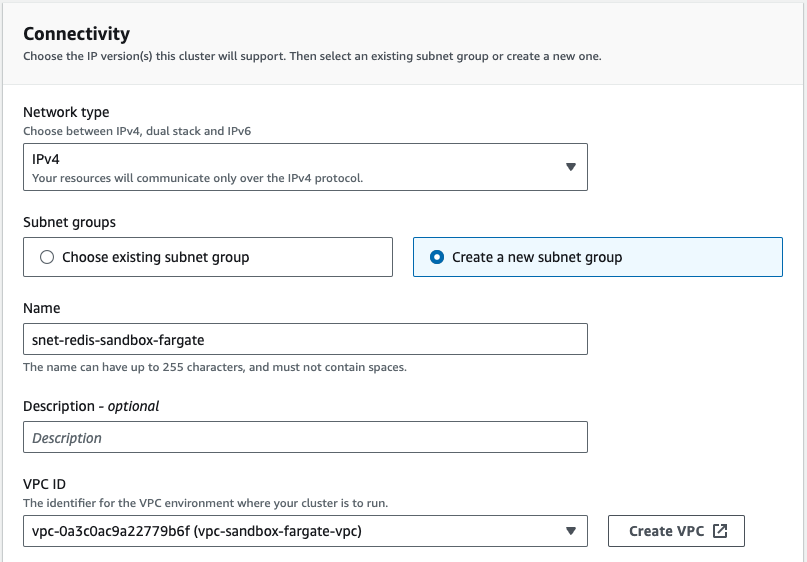 Connectivity
Choose the IP version(s) this cluster will support. Then select an existing subnet group or create a new one.
Network type
Choose between IPv4, dual stack and IPv6
IPv4
Your resources will communicate only over the IPv4 protocol.
Subnet groups
Choose existing subnet group
Create a new subnet group
Name
snet-redis-sandbox-fargate
The name can have up to 255 characters, and must not contain spaces.
Description - optional
Description
VPC ID
The identifier for the VPC environment where your cluster is to run.
vpc-0a3c0ac9a22779b6f (vpc-sandbox-fargate-vpc)
Create VPC